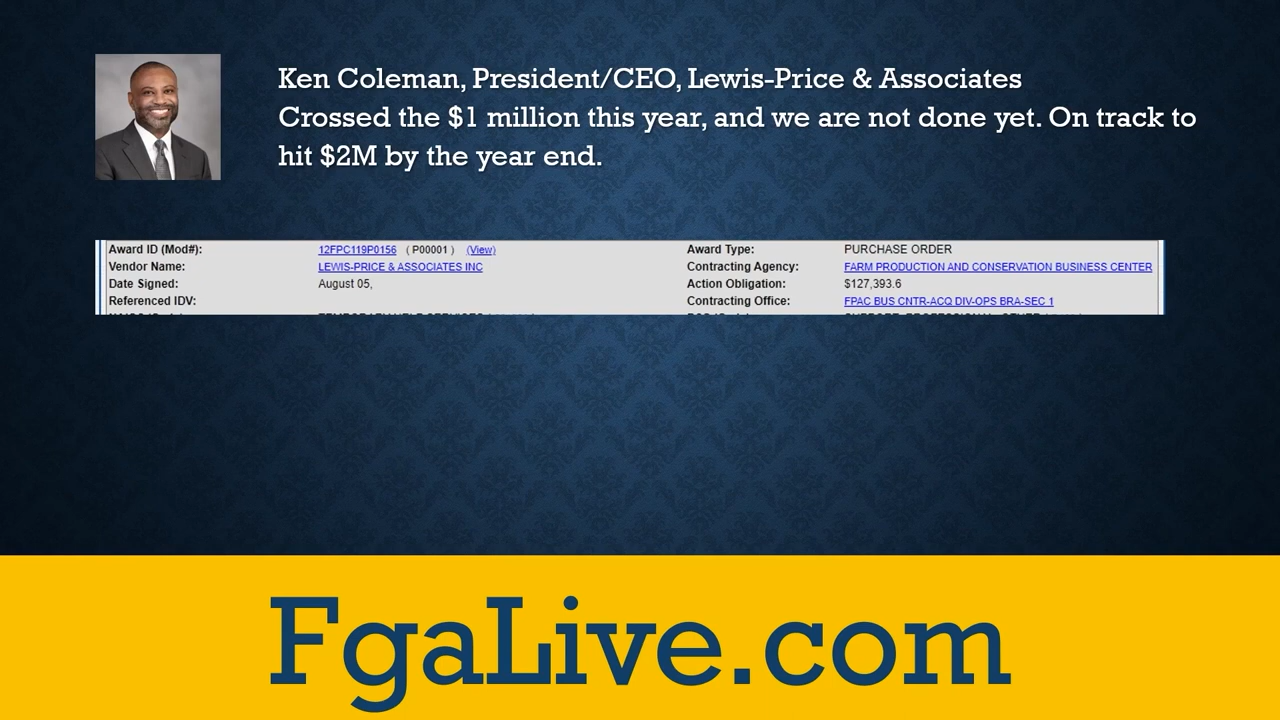 Ken Coleman, President/CEO, Lewis-Price & Associates
Crossed the $1 million this year, and we are not done yet. On track to
hit $2M by the year end.
Award ID (Mod#): 12FPC119P0156 ( P00001 ) (View) Award Type: PURCHASE ORDER
Vendor Name: LEWIS-PRICE & ASSOCIATES INC Contracting Agency: FARM PRODUCTION AND CONSERVATION BUSINESS CENTER
Date Signed: August 05, Action Obligation: $127,393.6
Referenced IDV: Contracting Office: FPAC BUS CNTR-ACQ DIV-OPS BRA-SEC 1
FgaLive.com